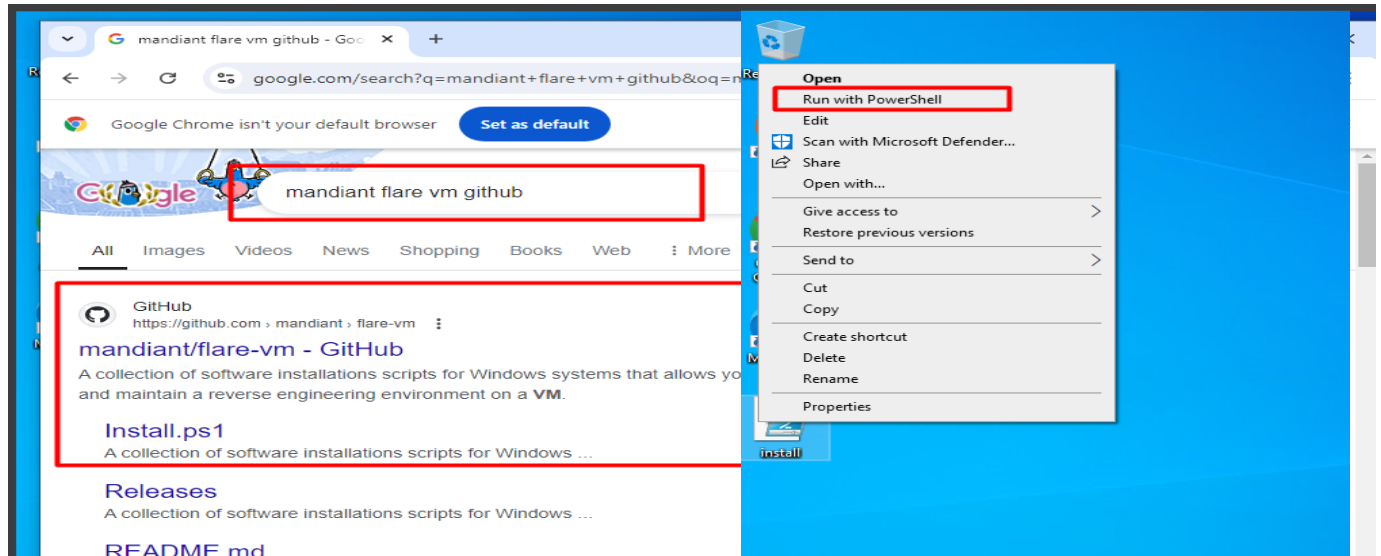 mandiant flare vm github - Goo
google.com/search?q=mandiant+flare+vm+github&oq=m
Google Chrome isn't your default browser
Set as defau
Google
mandiant flare vm github
All Images Videos News Shopping Books Web More
GitHub
https://github.com › mandiant › flare-vm
mandiant/flare-vm - GitHub
A collection of software installations scripts for Windows systems that allows yo
and maintain a reverse engineering environment on a VM.
Install.ps1
A collection of software installations scripts for Windows ...
Releases
A collection of software installations scripts for Windows ...
README.md
Re
Open
Run with PowerShell
Edit
Scan with Microsoft Defender...
Share
Open with...
Give access to
Restore previous versions
Send to
Cut
Copy
Create shortcut
Delete
Rename
Properties
install